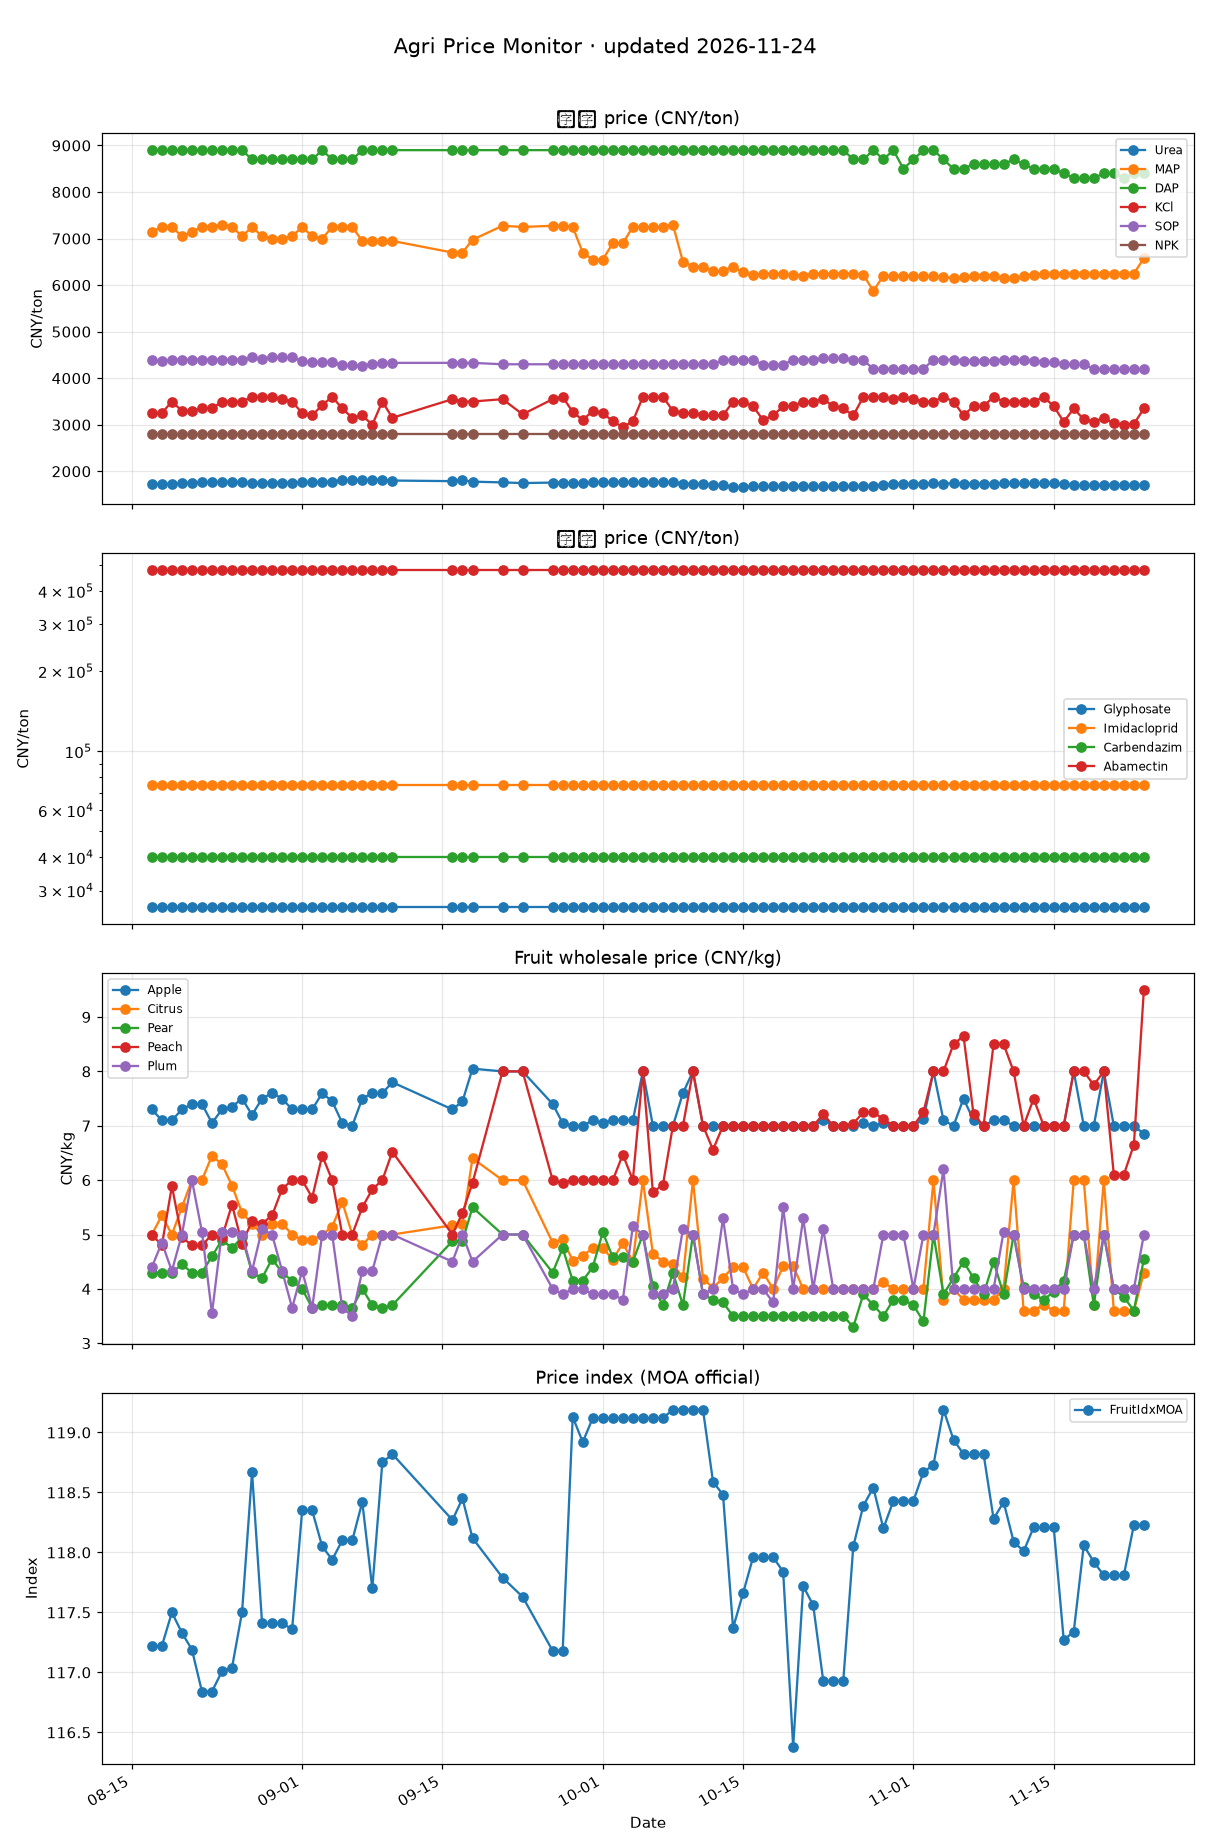 Agri Price Monitor · updated 2026-11-24
price (CNY/ton)
9000
8000
7000
6000
5000
4000
3000
2000
CNY/ton
Urea
MAP
DAP
KCl
SOP
NPK
price (CNY/ton)
4 × 10⁵
3 × 10⁵
2 × 10⁵
10⁵
6 × 10⁴
4 × 10⁴
3 × 10⁴
CNY/ton
Glyphosate
Imidacloprid
Carbendazim
Abamectin
Fruit wholesale price (CNY/kg)
9
8
7
6
5
4
3
CNY/kg
Apple
Citrus
Pear
Peach
Plum
Price index (MOA official)
119.0
118.5
118.0
117.5
117.0
116.5
Index
FruitIdxMOA
08-15
09-01
09-15
10-01
10-15
11-01
11-15
Date